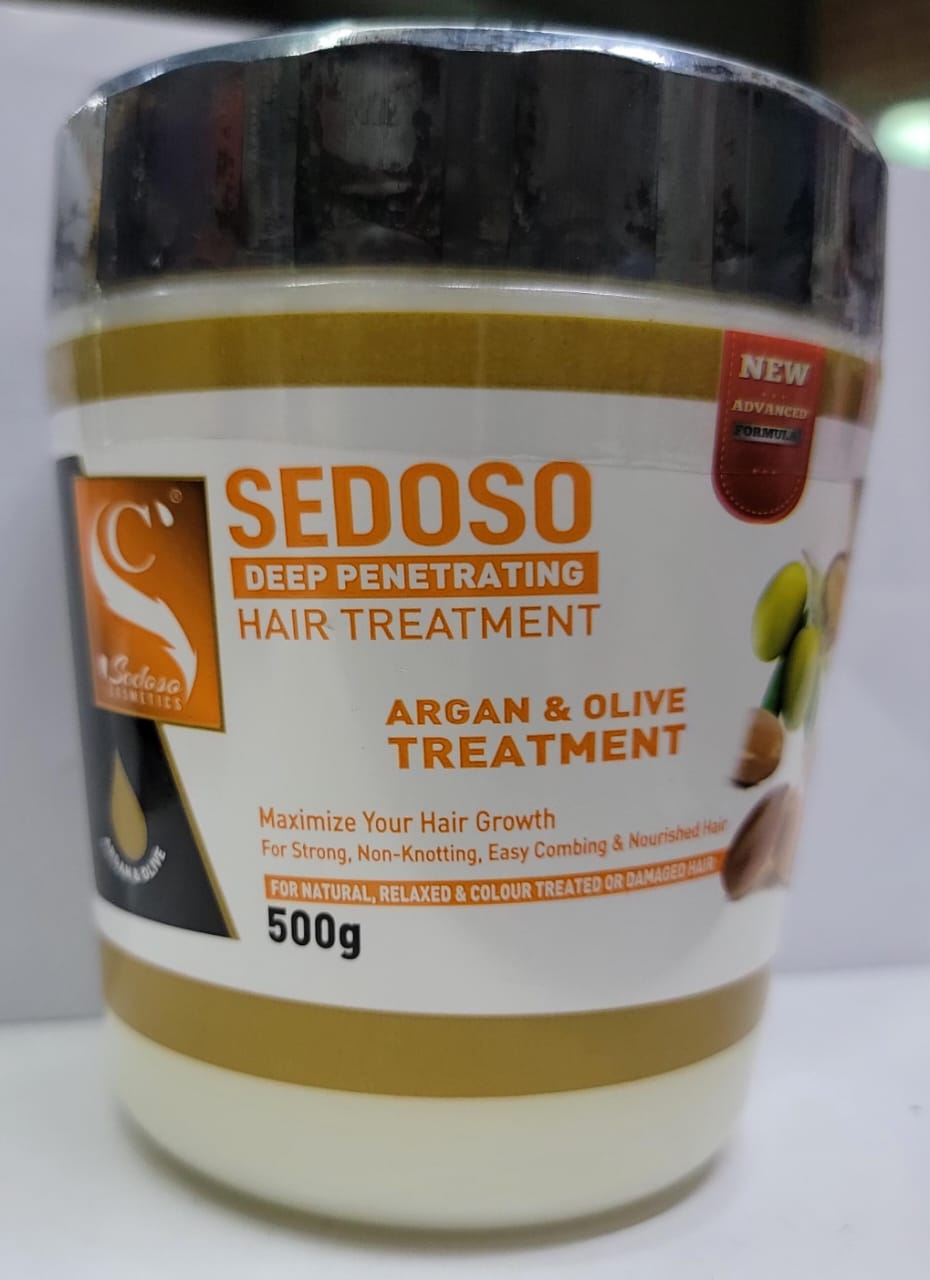 NEW
ADVANCED
FORMULA
SC®
Sedoso
COSMETICS
SEDOSO
DEEP PENETRATING
HAIR TREATMENT
ARGAN & OLIVE
TREATMENT
ARGAN & OLIVE
Maximize Your Hair Growth
For Strong, Non-Knotting, Easy Combing & Nourished Hair
FOR NATURAL, RELAXED & COLOUR TREATED OR DAMAGED HAIR
500g